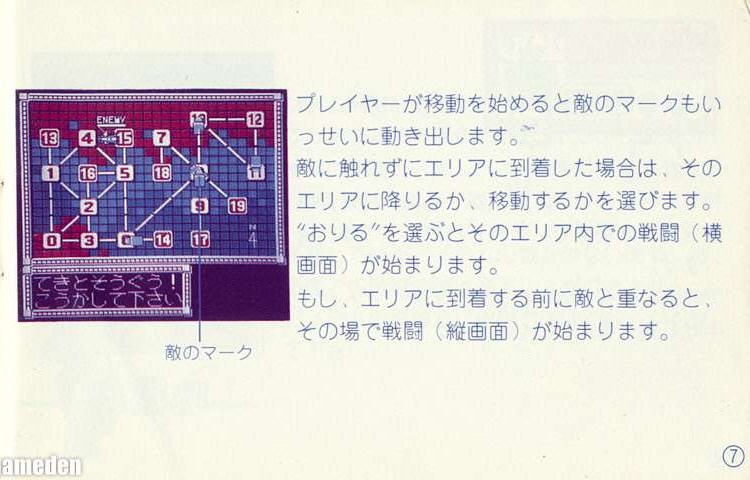 プレイヤーが移動を始めると敵のマークもい
っせいに動き出します。
敵に触れずにエリアに到着した場合は、その
エリアに降りるか、移動するかを選びます。
“おりる”を選ぶとそのエリア内での戦闘（横
画面）が始まります。
もし、エリアに到着する前に敵と重なると、
その場で戦闘（縦画面）が始まります。
ENEMY
12
13 4 15 7
1 16 5 18 11
2 9 19
0 3 14 17
N
てきとそうぐう！
こうかして下さい
敵のマーク
⑦
ameden